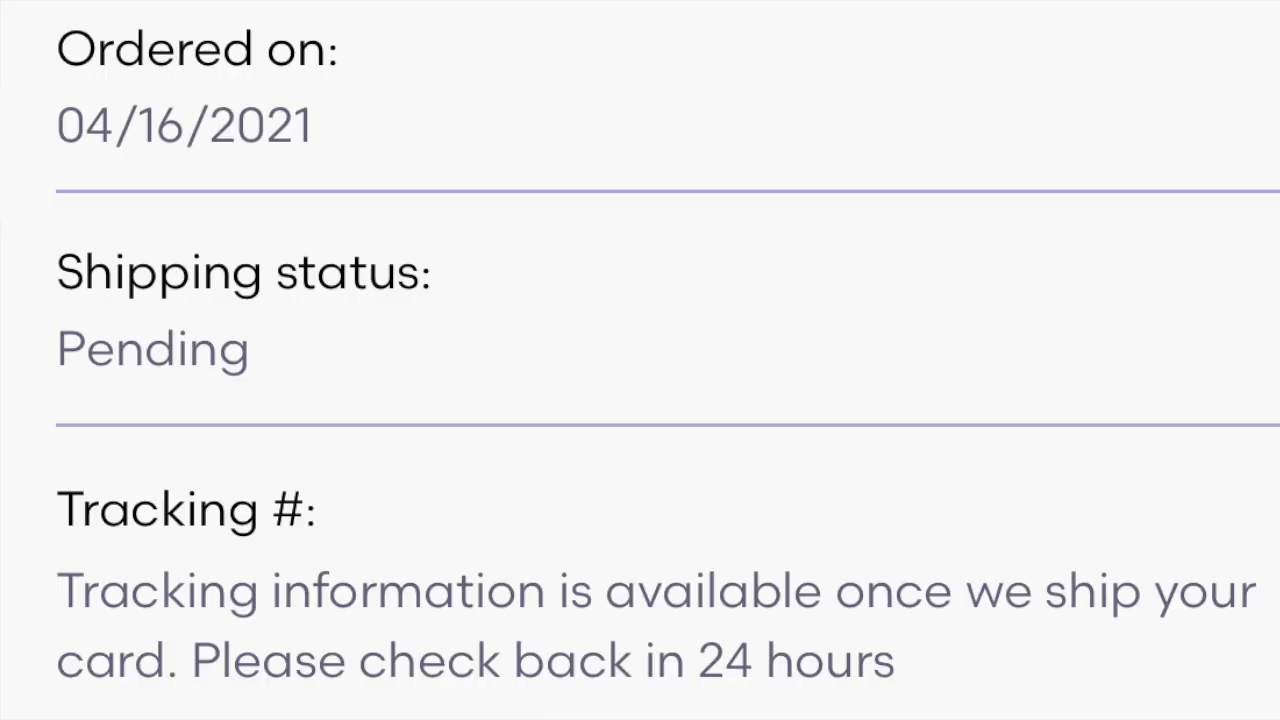 Ordered on:
04/16/2021
Shipping status:
Pending
Tracking #:
Tracking information is available once we ship your
card. Please check back in 24 hours